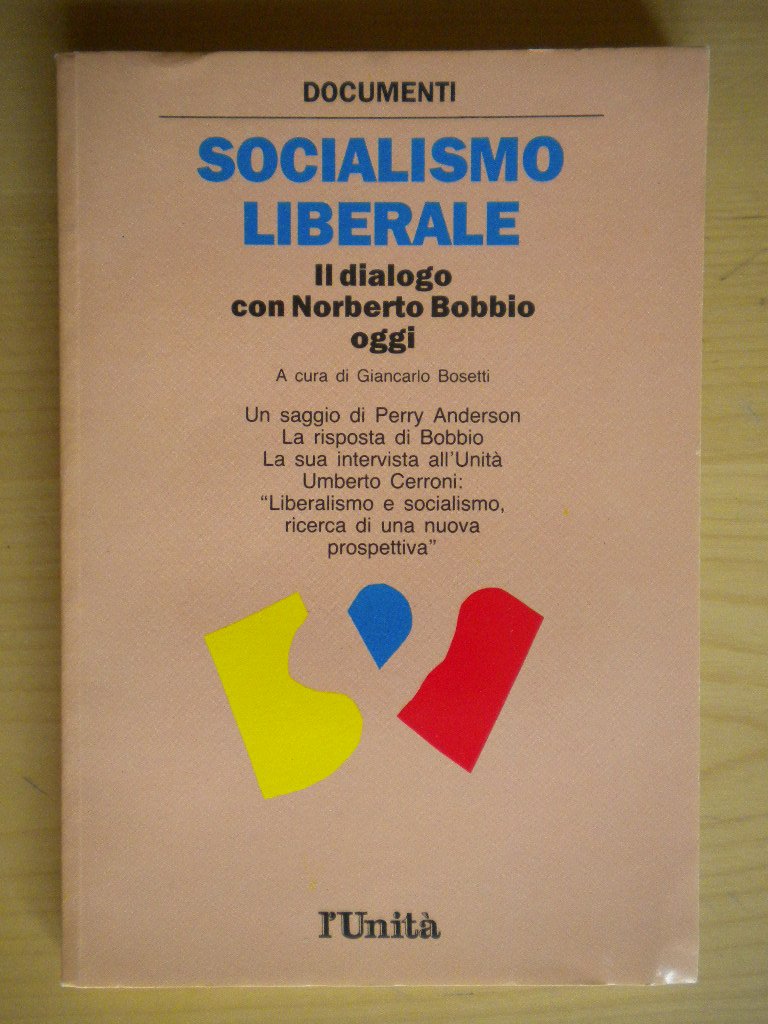 DOCUMENTI
SOCIALISMO
LIBERALE
Il dialogo
con Norberto Bobbio
oggi
A cura di Giancarlo Bosetti
Un saggio di Perry Anderson
La risposta di Bobbio
La sua intervista all'Unità
Umberto Cerroni:
"Liberalismo e socialismo,
ricerca di una nuova
prospettiva"
l'Unità